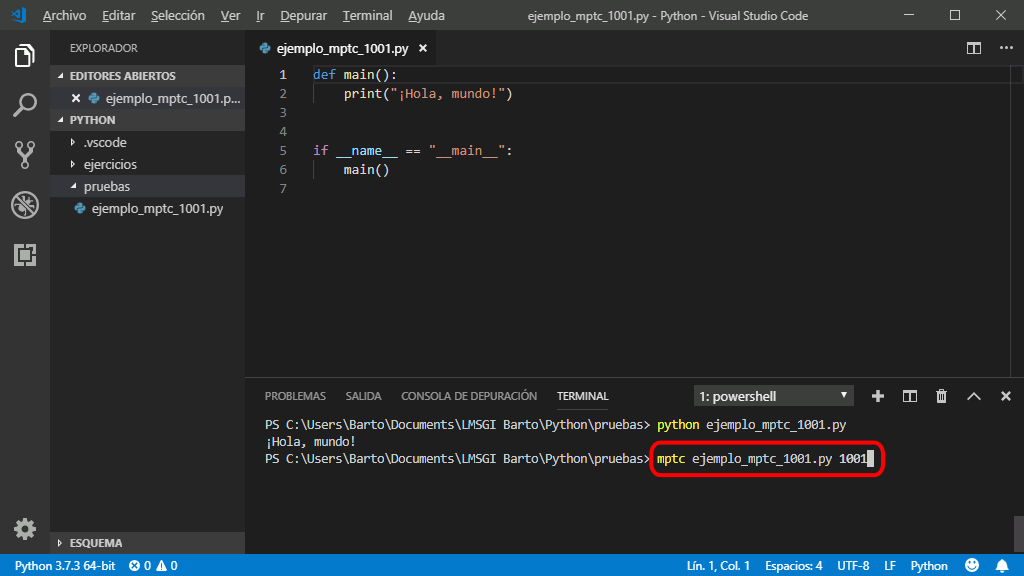 Archivo Editar Selección Ver Ir Depurar Terminal Ayuda ejemplo_mptc_1001.py - Python - Visual Studio Code
EXPLORADOR
EDITORES ABIERTOS
ejemplo_mptc_1001.p...
PYTHON
.vscode
ejercicios
pruebas
ejemplo_mptc_1001.py
ESQUEMA
ejemplo_mptc_1001.py
1 def main():
2 print("¡Hola, mundo!")
3
4
5 if __name__ == "__main__":
6 main()
7
PROBLEMAS SALIDA CONSOLA DE DEPURACIÓN TERMINAL 1: powershell
PS C:\Users\Barto\Documents\LMSGI Barto\Python\pruebas> python ejemplo_mptc_1001.py
¡Hola, mundo!
PS C:\Users\Barto\Documents\LMSGI Barto\Python\pruebas> mptc ejemplo_mptc_1001.py 1001
Python 3.7.3 64-bit 0 0 Lín. 1, Col. 1 Espacios: 4 UTF-8 LF Python